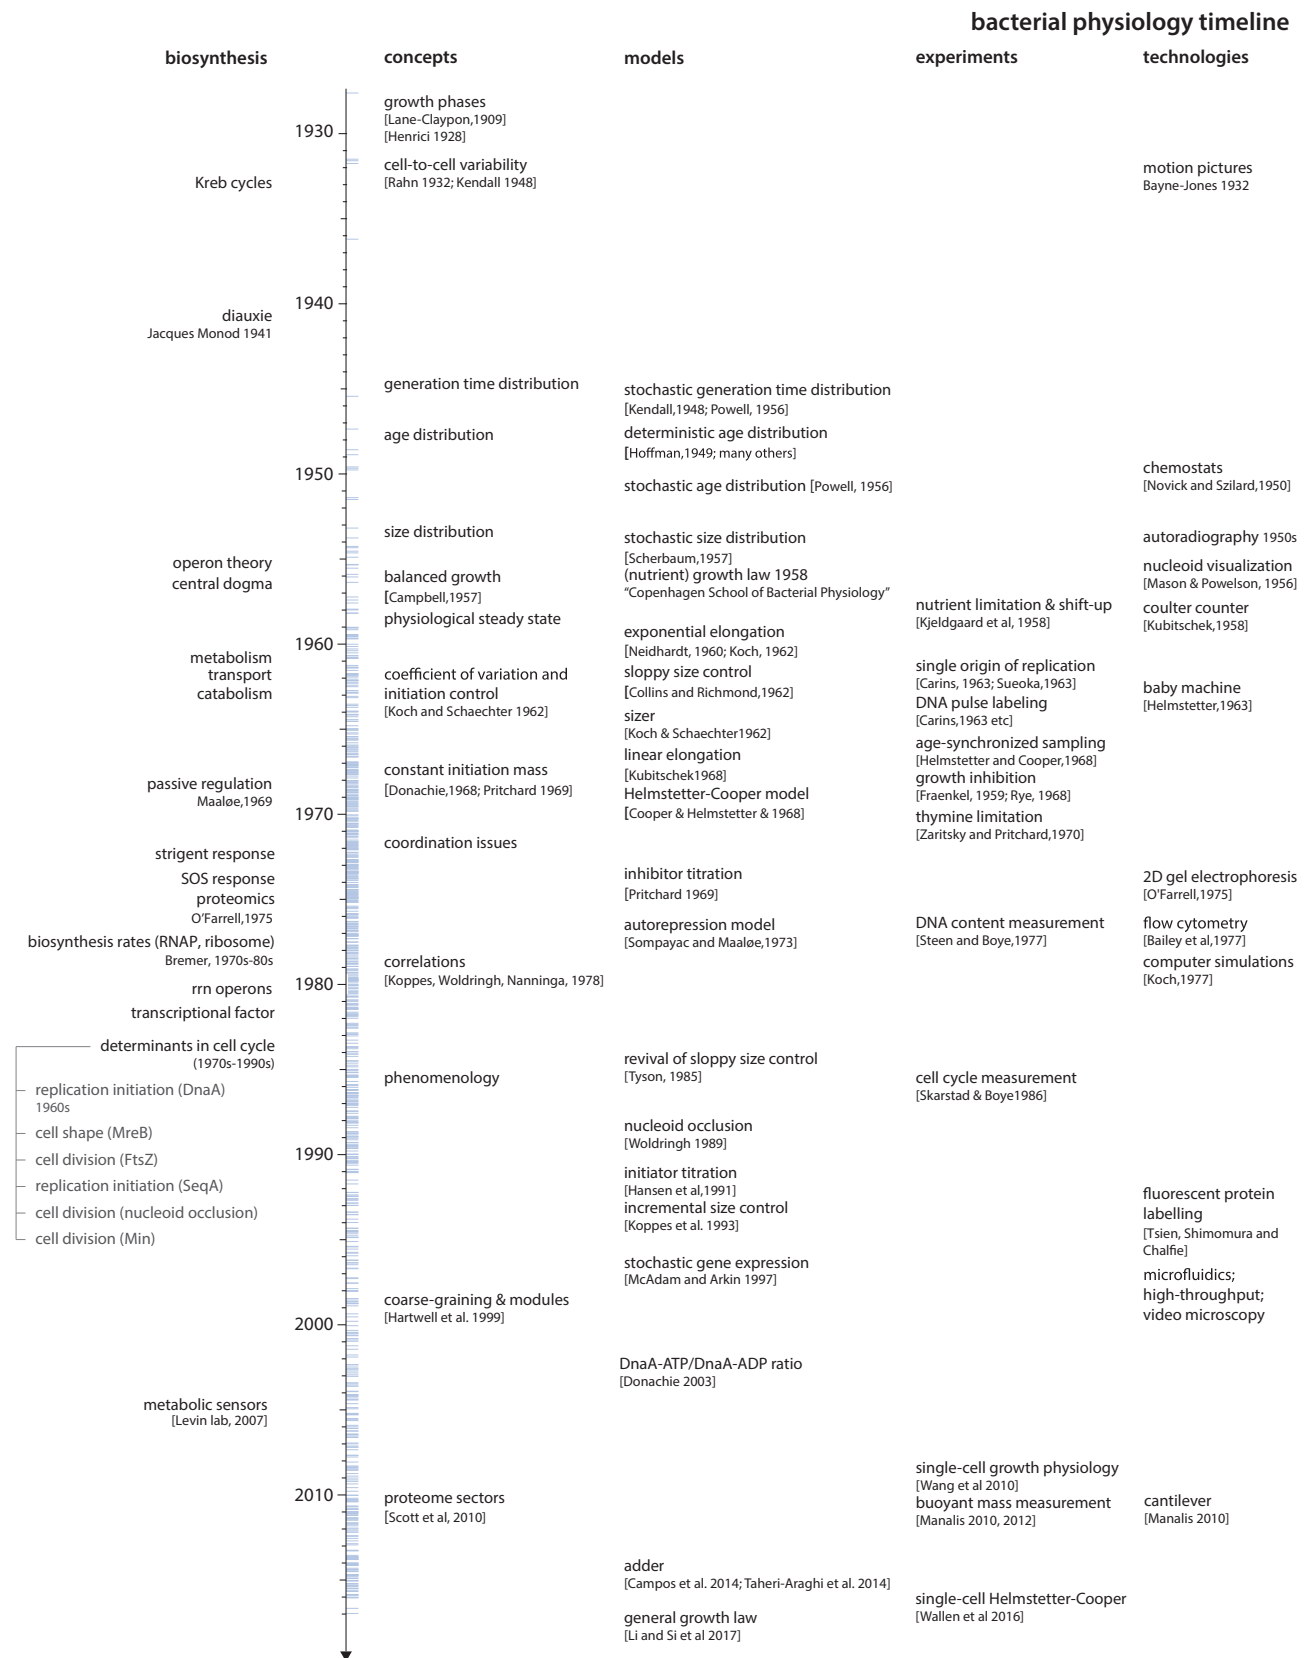 bacterial physiology timeline
biosynthesis
concepts
models
experiments
technologies
1930
1940
1950
1960
1970
1980
1990
2000
2010
Kreb cycles
diauxie
Jacques Monod 1941
operon theory
central dogma
metabolism
transport
catabolism
passive regulation
Maaløe,1969
strigent response
SOS response
proteomics
O'Farrell,1975
biosynthesis rates (RNAP, ribosome)
Bremer, 1970s-80s
rrn operons
transcriptional factor
determinants in cell cycle
(1970s-1990s)
replication initiation (DnaA)
1960s
cell shape (MreB)
cell division (FtsZ)
replication initiation (SeqA)
cell division (nucleoid occlusion)
cell division (Min)
metabolic sensors
[Levin lab, 2007]
growth phases
[Lane-Claypon,1909]
[Henrici 1928]
cell-to-cell variability
[Rahn 1932; Kendall 1948]
generation time distribution
age distribution
size distribution
balanced growth
[Campbell,1957]
physiological steady state
coefficient of variation and
initiation control
[Koch and Schaechter 1962]
constant initiation mass
[Donachie,1968; Pritchard 1969]
coordination issues
correlations
[Koppes, Woldringh, Nanninga, 1978]
phenomenology
coarse-graining & modules
[Hartwell et al. 1999]
proteome sectors
[Scott et al, 2010]
stochastic generation time distribution
[Kendall,1948; Powell, 1956]
deterministic age distribution
[Hoffman,1949; many others]
stochastic age distribution [Powell, 1956]
stochastic size distribution
[Scherbaum,1957]
(nutrient) growth law 1958
"Copenhagen School of Bacterial Physiology"
exponential elongation
[Neidhardt, 1960; Koch, 1962]
sloppy size control
[Collins and Richmond,1962]
sizer
[Koch & Schaechter1962]
linear elongation
[Kubitschek1968]
Helmstetter-Cooper model
[Cooper & Helmstetter & 1968]
inhibitor titration
[Pritchard 1969]
autorepression model
[Sompayac and Maaløe,1973]
revival of sloppy size control
[Tyson, 1985]
nucleoid occlusion
[Woldringh 1989]
initiator titration
[Hansen et al,1991]
incremental size control
[Koppes et al. 1993]
stochastic gene expression
[McAdam and Arkin 1997]
DnaA-ATP/DnaA-ADP ratio
[Donachie 2003]
adder
[Campos et al. 2014; Taheri-Araghi et al. 2014]
general growth law
[Li and Si et al 2017]
nutrient limitation & shift-up
[Kjeldgaard et al, 1958]
single origin of replication
[Carins, 1963; Sueoka,1963]
DNA pulse labeling
[Carins,1963 etc]
age-synchronized sampling
[Helmstetter and Cooper,1968]
growth inhibition
[Fraenkel, 1959; Rye, 1968]
thymine limitation
[Zaritsky and Pritchard,1970]
DNA content measurement
[Steen and Boye,1977]
cell cycle measurement
[Skarstad & Boye1986]
single-cell growth physiology
[Wang et al 2010]
buoyant mass measurement
[Manalis 2010, 2012]
single-cell Helmstetter-Cooper
[Wallen et al 2016]
motion pictures
Bayne-Jones 1932
chemostats
[Novick and Szilard,1950]
autoradiography 1950s
nucleoid visualization
[Mason & Powelson, 1956]
coulter counter
[Kubitschek,1958]
baby machine
[Helmstetter,1963]
2D gel electrophoresis
[O'Farrell,1975]
flow cytometry
[Bailey et al,1977]
computer simulations
[Koch,1977]
fluorescent protein
labelling
[Tsien, Shimomura and
Chalfie]
microfluidics;
high-throughput;
video microscopy
cantilever
[Manalis 2010]